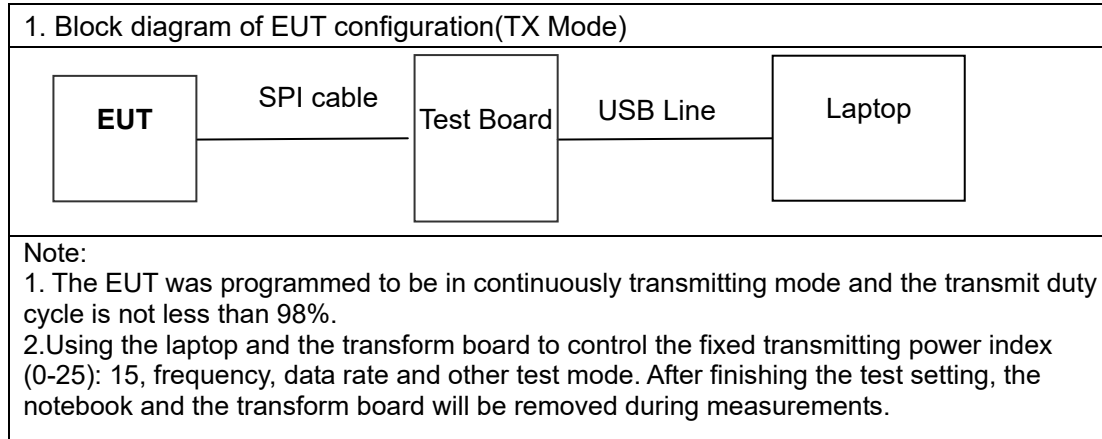 1. Block diagram of EUT configuration(TX Mode)
EUT
SPI cable
Test Board
USB Line
Laptop
Note:
1. The EUT was programmed to be in continuously transmitting mode and the transmit duty
cycle is not less than 98%.
2.Using the laptop and the transform board to control the fixed transmitting power index
(0-25): 15, frequency, data rate and other test mode. After finishing the test setting, the
notebook and the transform board will be removed during measurements.